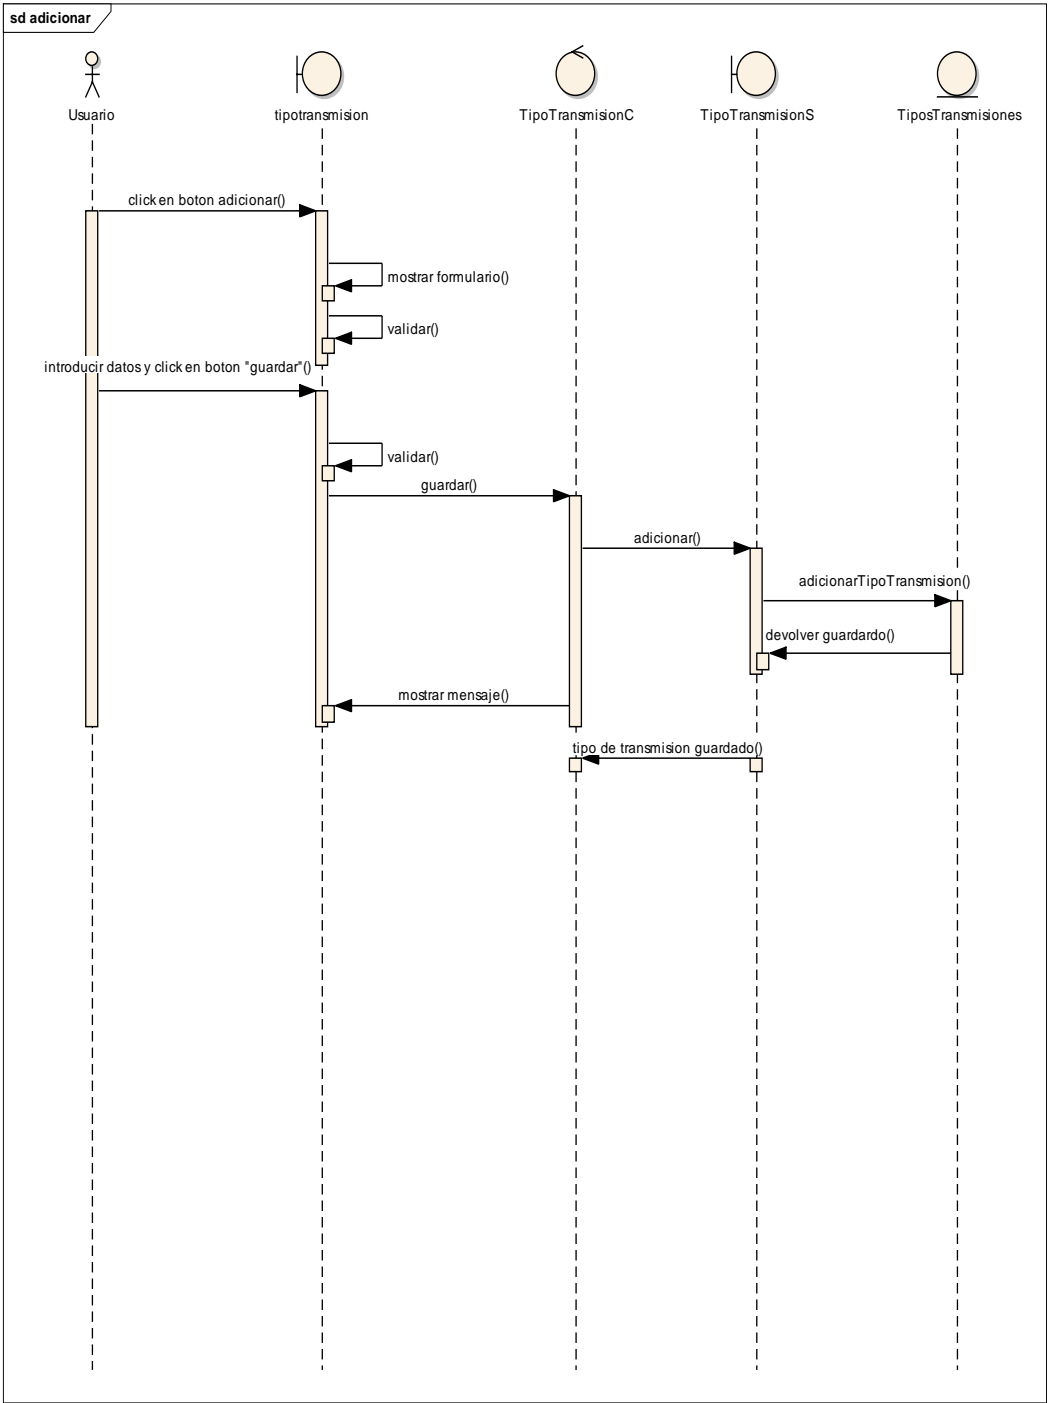 sd adicionar
Usuario
tipotransmision
TipoTransmisionC
TipoTransmisionS
TiposTransmisiones
click en boton adicionar()
mostrar formulario()
validar()
introducir datos y click en boton "guardar"()
validar()
guardar()
adicionar()
adicionarTipoTransmision()
devolver guardardo()
mostrar mensaje()
tipo de transmision guardado()